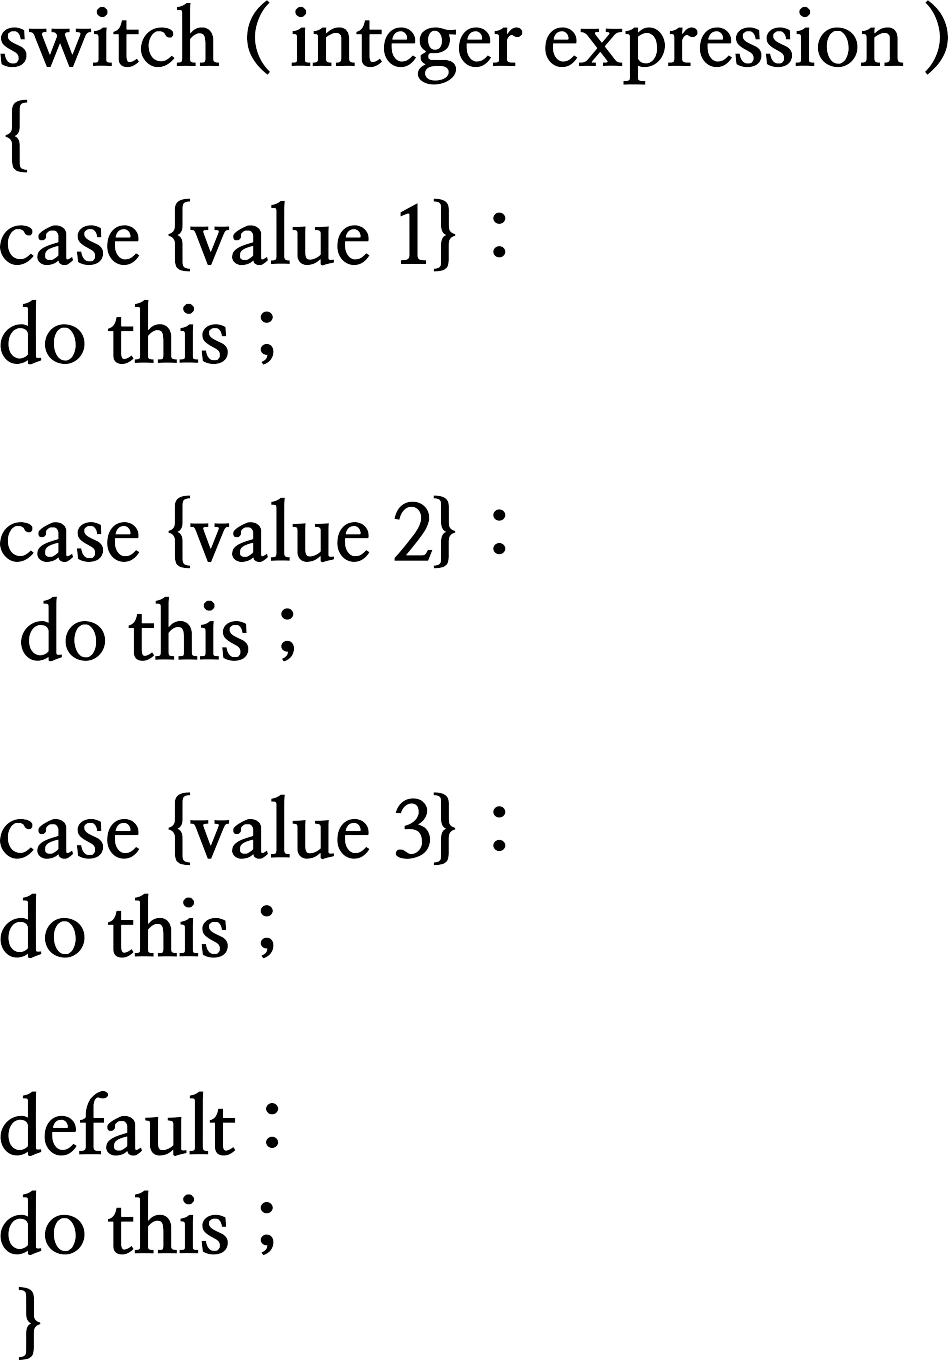 switch ( integer expression )
{
case {value 1} :
do this ;
case {value 2} :
do this ;
case {value 3} :
do this ;
default :
do this ;
}